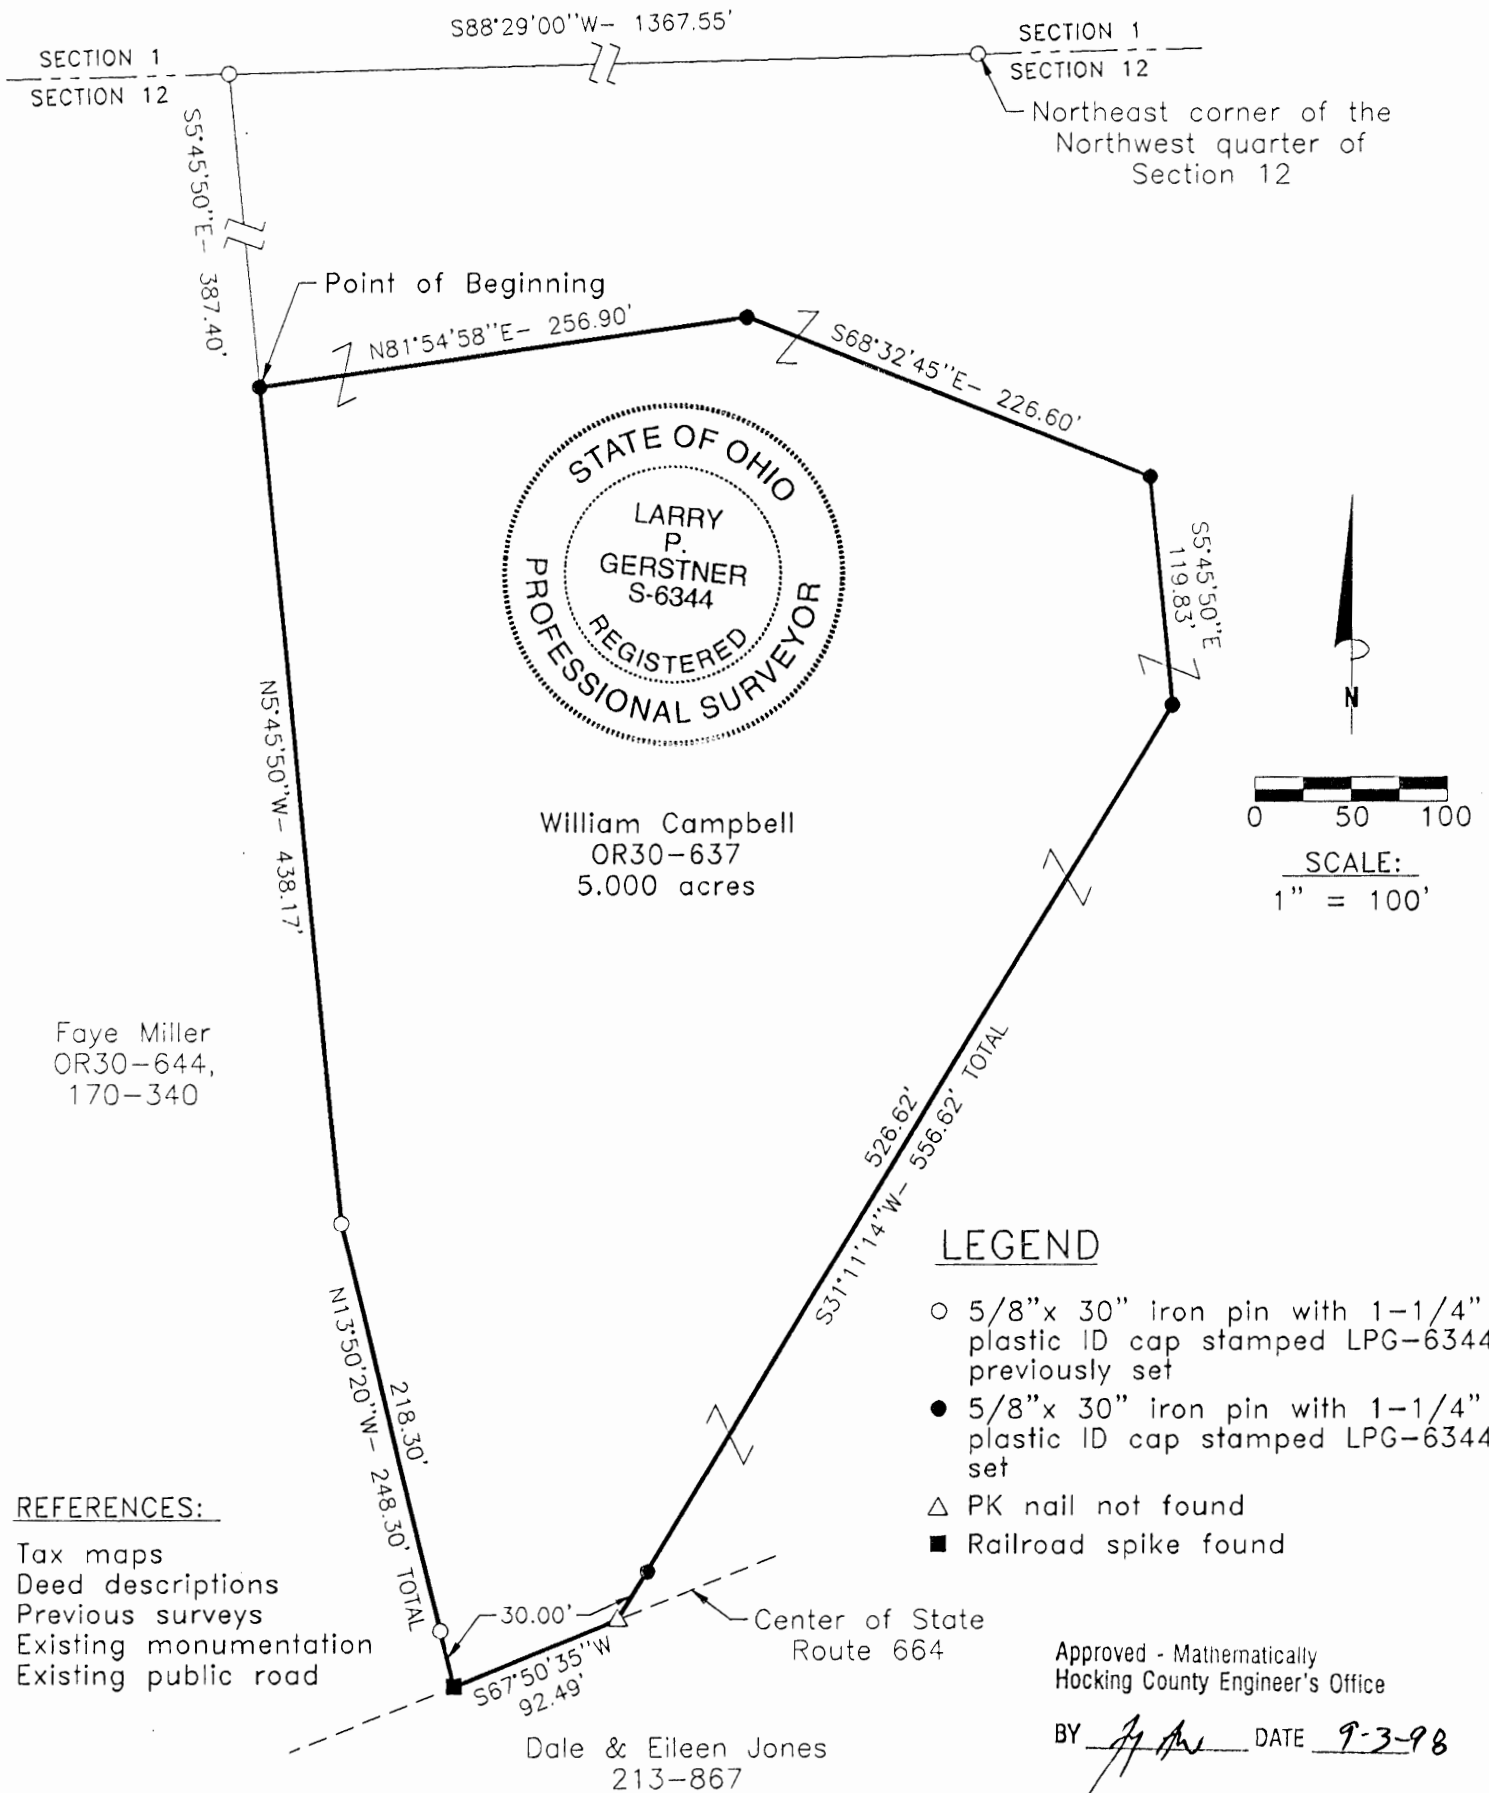 S88°29'00"W- 1367.55'
SECTION 1
SECTION 12
SECTION 1
SECTION 12
Northeast corner of the
Northwest quarter of
Section 12
S5°45'50"E- 387.40'
Point of Beginning
N81°54'58"E- 256.90'
S68°32'45"E- 226.60'
STATE OF OHIO
LARRY
P.
GERSTNER
S-6344
REGISTERED
PROFESSIONAL SURVEYOR
S5°45'50"E
119.83'
N
0 50 100
SCALE:
1" = 100'
N5°45'50"W- 438.17'
William Campbell
OR30-637
5.000 acres
Faye Miller
OR30-644,
170-340
526.62'
S31°11'14"W- 556.62' TOTAL
LEGEND
5/8"x 30" iron pin with 1-1/4"
plastic ID cap stamped LPG-6344
previously set
5/8"x 30" iron pin with 1-1/4"
plastic ID cap stamped LPG-6344
set
PK nail not found
Railroad spike found
218.30'
N13°50'20"W- 248.30' TOTAL
REFERENCES:
Tax maps
Deed descriptions
Previous surveys
Existing monumentation
Existing public road
30.00'
S67°50'35"W
92.49'
Center of State
Route 664
Dale & Eileen Jones
213-867
Approved - Mathematically
Hocking County Engineer's Office
BY DATE 9-3-98